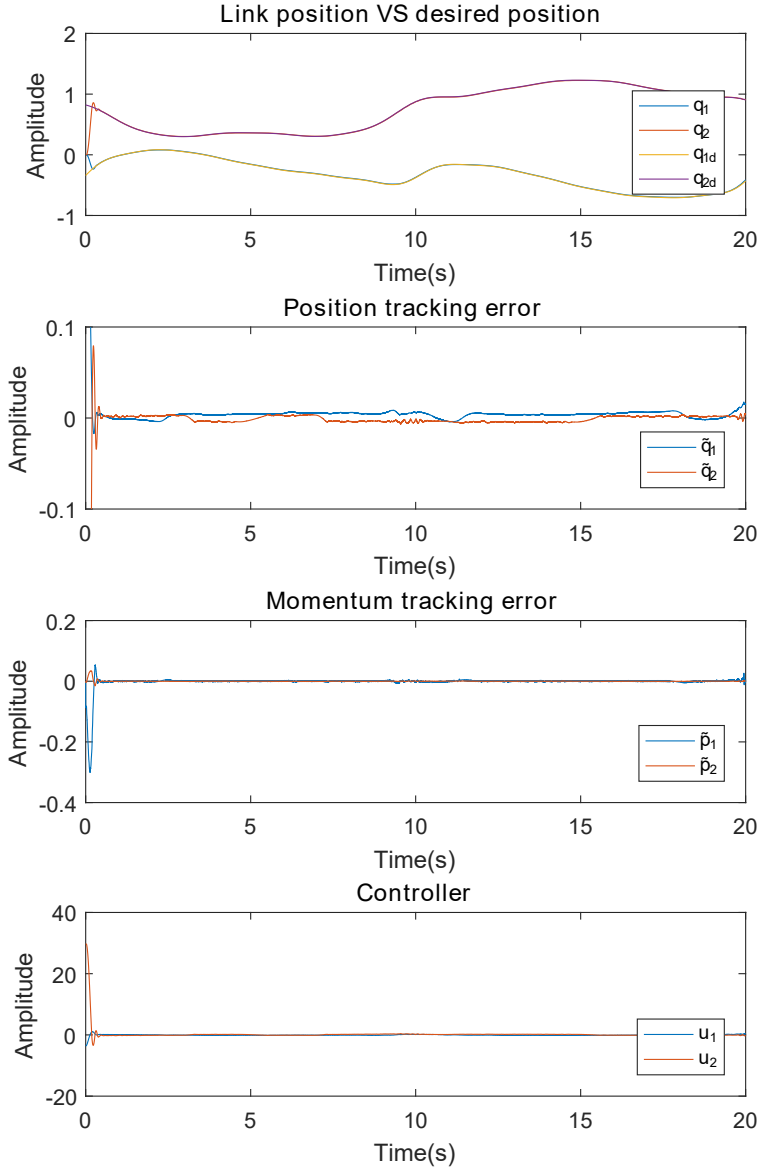 Link position VS desired position
2
1
0
-1
Amplitude
q1
q2
q1d
q2d
0 5 10 15 20
Time(s)
Position tracking error
0.1
0
-0.1
Amplitude
q̃1
q̃2
0 5 10 15 20
Time(s)
Momentum tracking error
0.2
0
-0.2
-0.4
Amplitude
p̃1
p̃2
0 5 10 15 20
Time(s)
Controller
40
20
0
-20
Amplitude
u1
u2
0 5 10 15 20
Time(s)